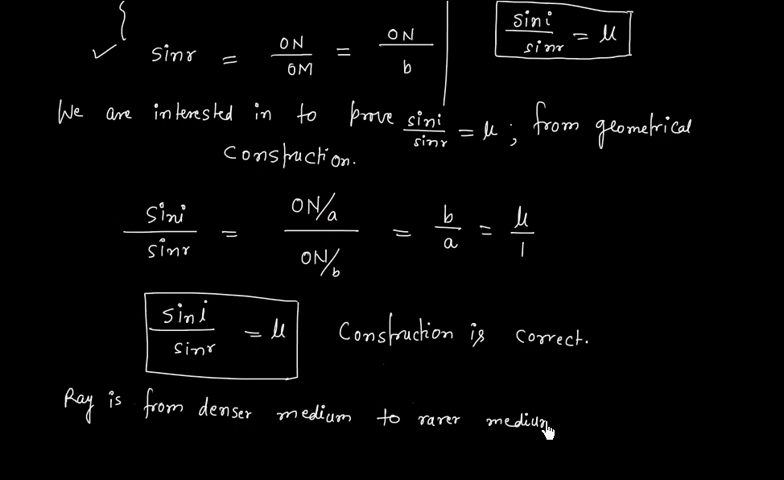 ✓ sinr = ON/OM = ON/b
sini/sinr = μ
We are interested in to prove sini/sinr = μ ; from geometrical
Construction.
sini/sinr = (ON/a)/(ON/b) = b/a = μ/1
sini/sinr = μ Construction is correct.
Ray is from denser medium to rarer medium